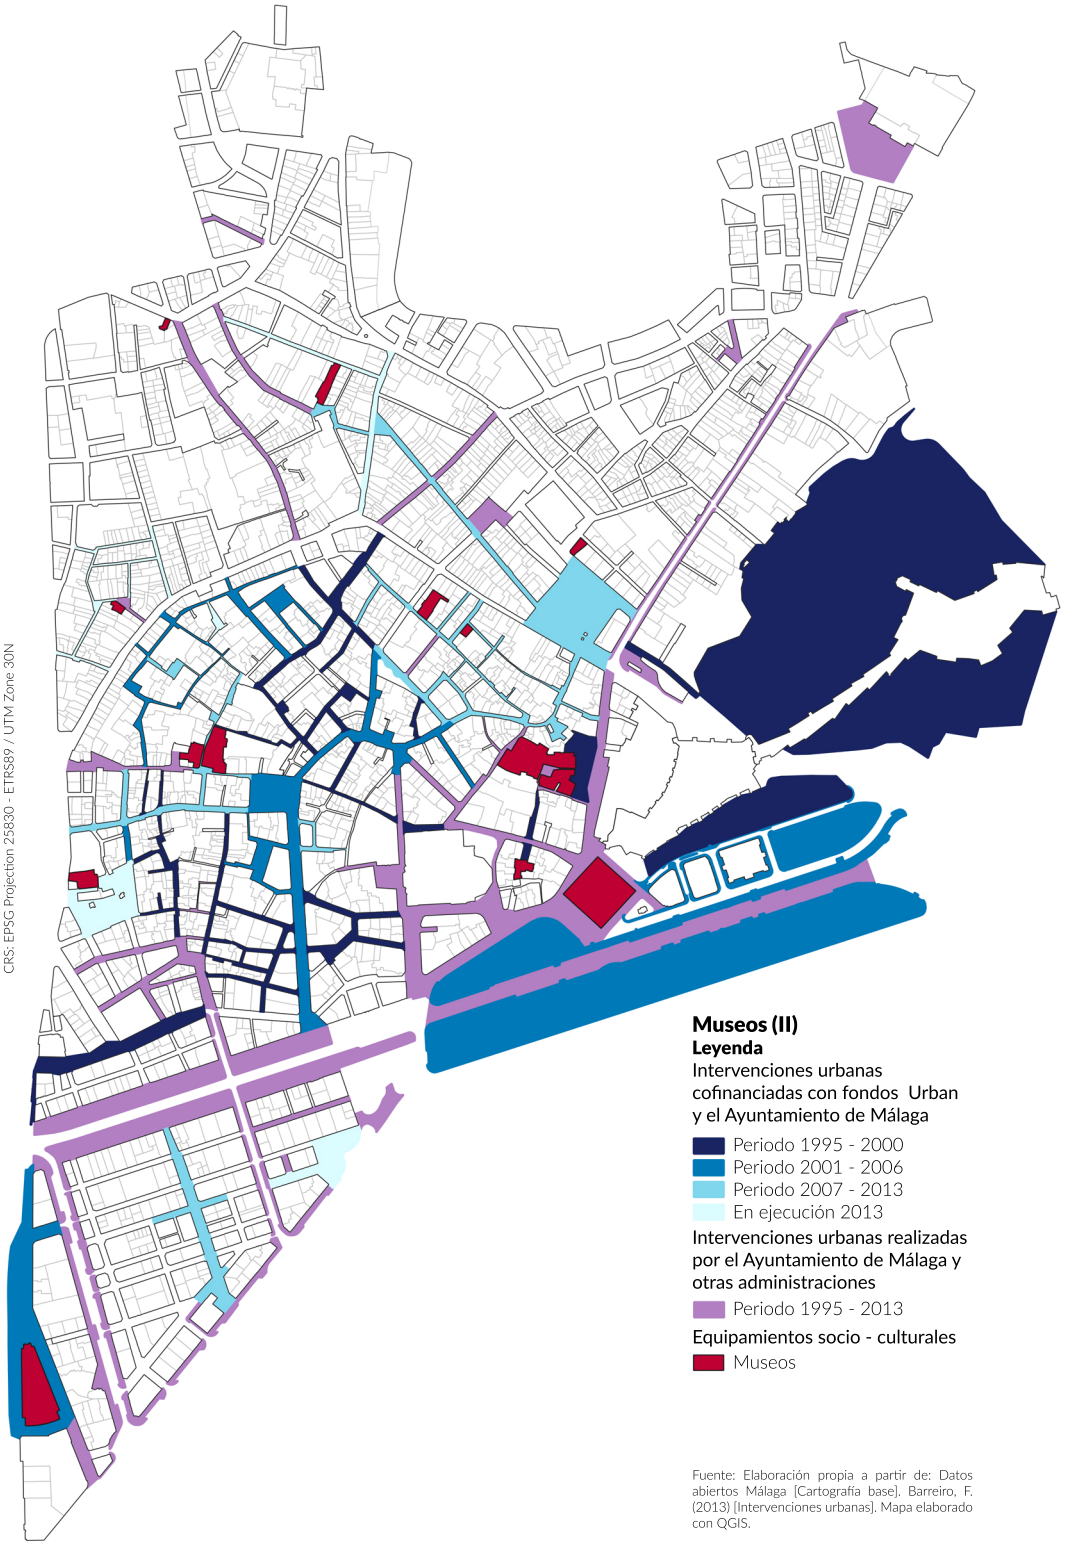 CRS: EPSG Projection 25830 - ETRS89 / UTM Zone 30N
Museos (II)
Leyenda
Intervenciones urbanas
cofinanciadas con fondos Urban
y el Ayuntamiento de Málaga
Periodo 1995 - 2000
Periodo 2001 - 2006
Periodo 2007 - 2013
En ejecución 2013
Intervenciones urbanas realizadas
por el Ayuntamiento de Málaga y
otras administraciones
Periodo 1995 - 2013
Equipamientos socio - culturales
Museos
Fuente: Elaboración propia a partir de: Datos
abiertos Málaga [Cartografía base]. Barreiro, F.
(2013) [Intervenciones urbanas]. Mapa elaborado
con QGIS.